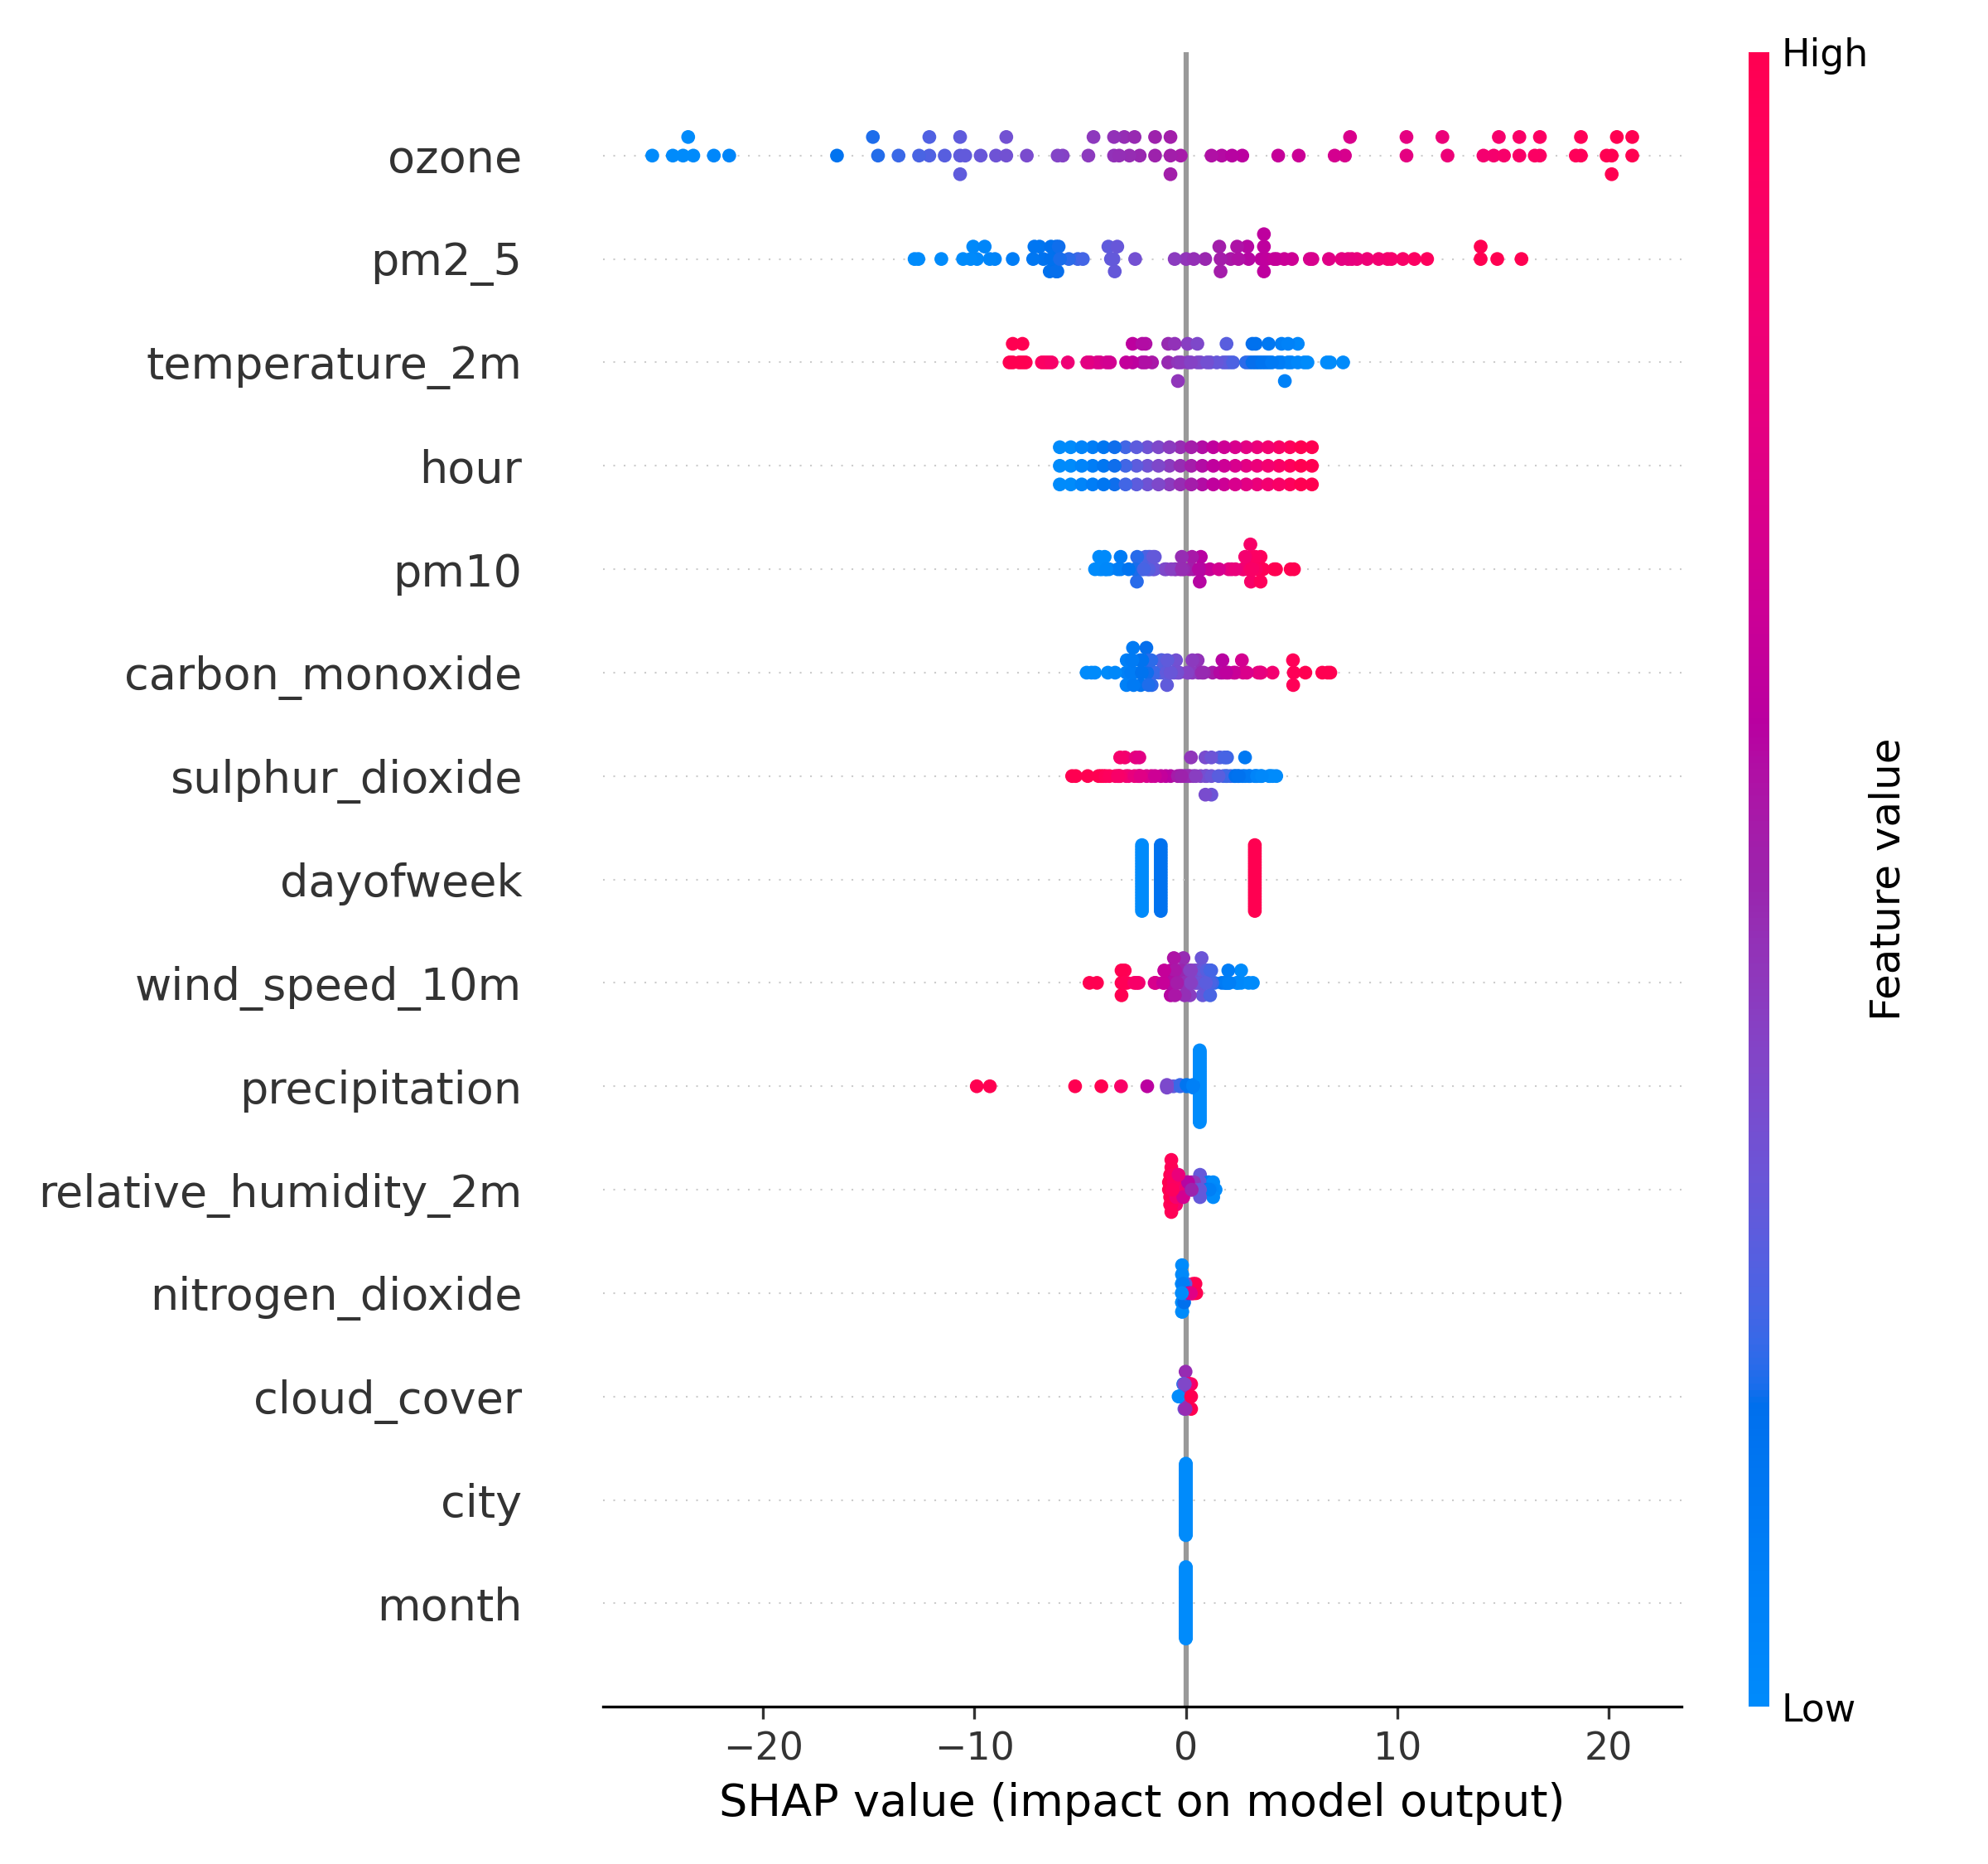 High
ozone
pm2_5
temperature_2m
hour
pm10
carbon_monoxide
sulphur_dioxide
dayofweek
wind_speed_10m
precipitation
relative_humidity_2m
nitrogen_dioxide
cloud_cover
city
month
Feature value
Low
−20 −10 0 10 20
SHAP value (impact on model output)